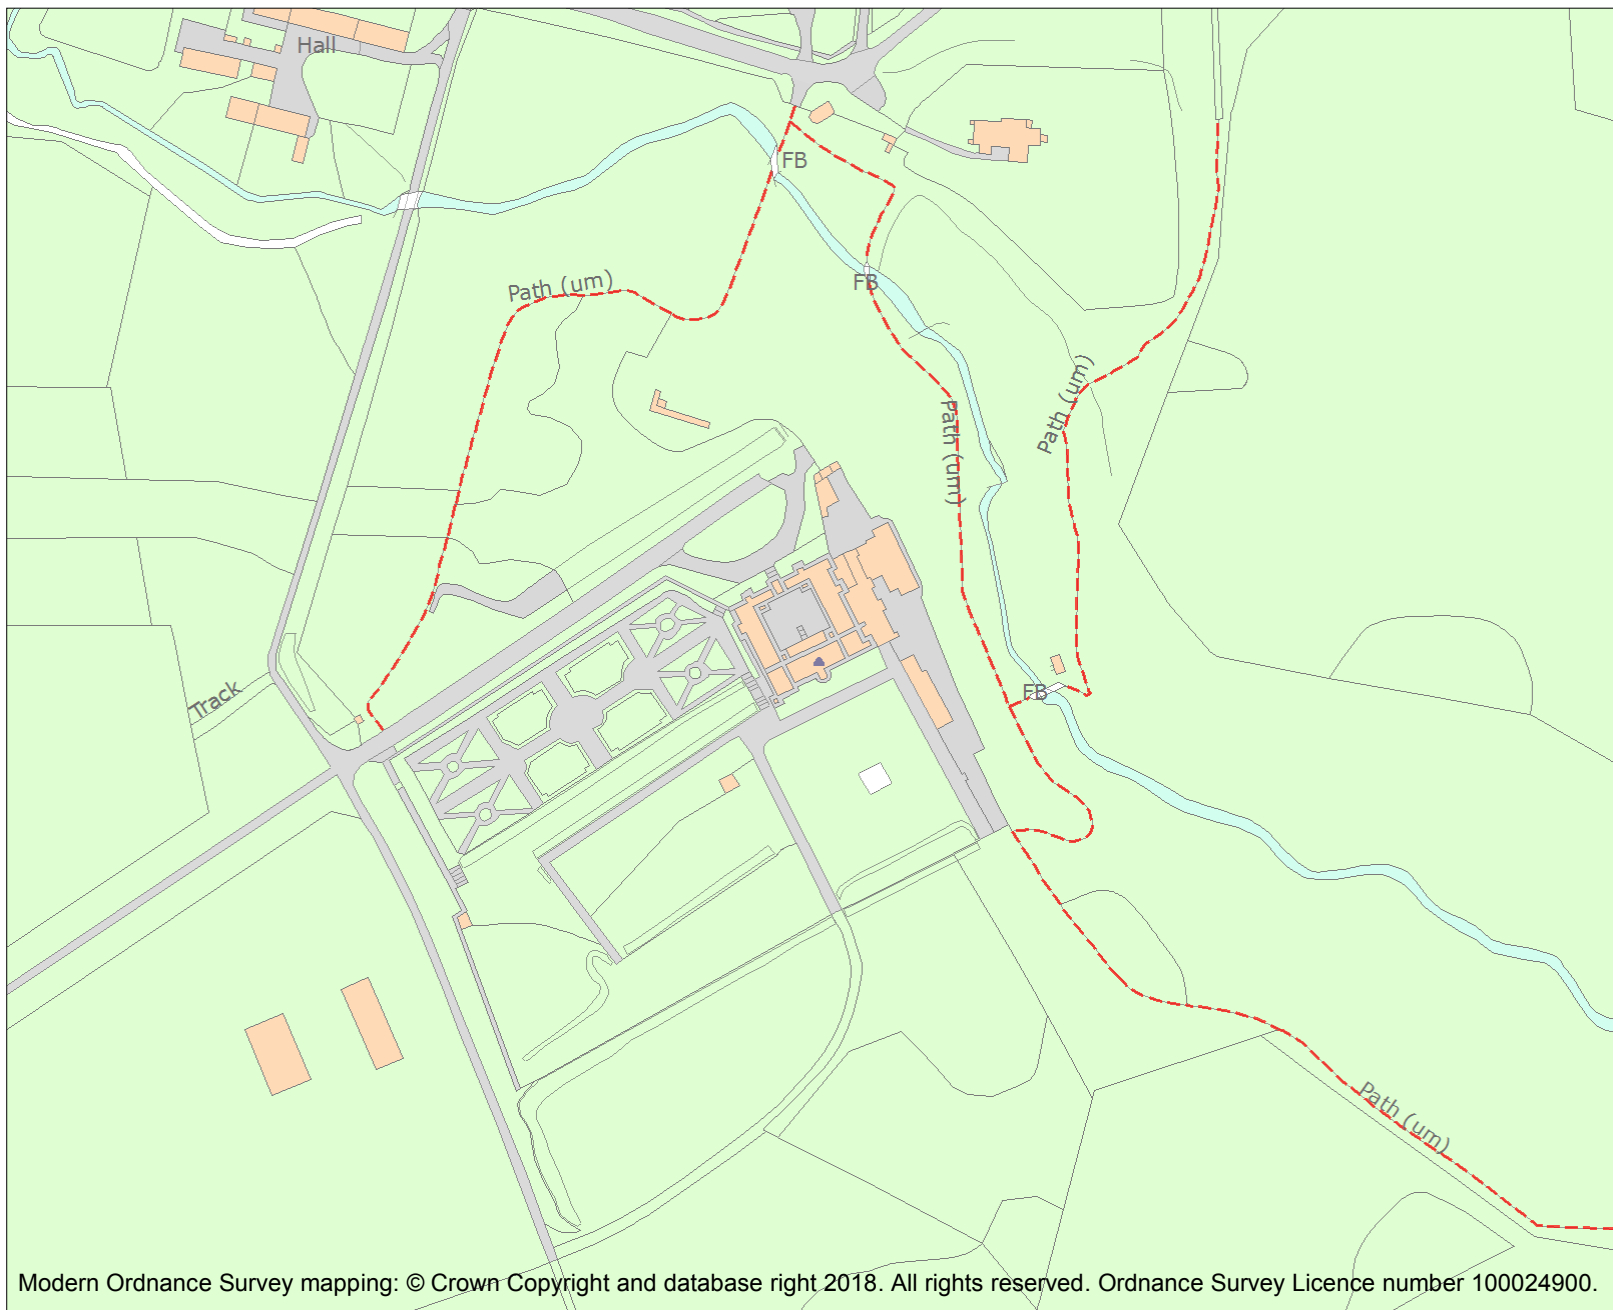 Hall
FB
FB
Path (um)
Path (um)
Path (um)
Track
FB
Path (um)
Modern Ordnance Survey mapping: © Crown Copyright and database right 2018. All rights reserved. Ordnance Survey Licence number 100024900.